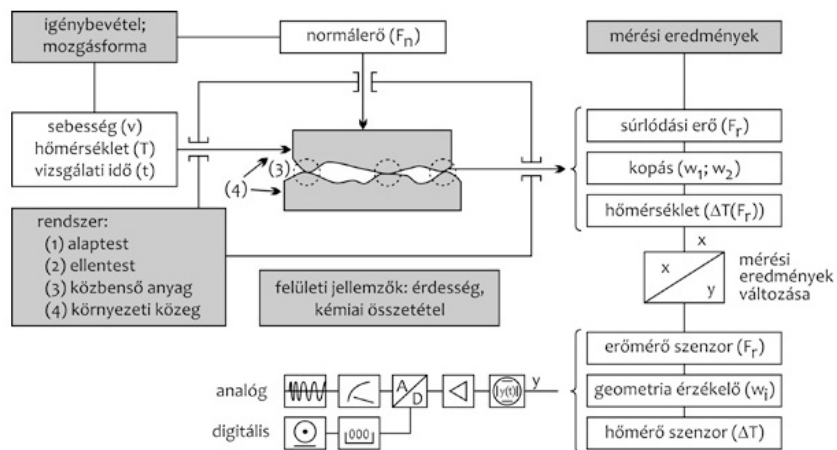 igénybevétel;
mozgásforma
normálerő (Fₙ)
mérési eredmények
sebesség (v)
hőmérséklet (T)
vizsgálati idő (t)
(3)
(4)
súrlódási erő (Fᵣ)
kopás (w₁; w₂)
hőmérséklet (ΔT(Fᵣ))
rendszer:
(1) alaptest
(2) ellentest
(3) közbenső anyag
(4) környezeti közeg
felületi jellemzők: érdesség,
kémiai összetétel
x
x
y
mérési
eredmények
változása
erőmérő szenzor (Fᵣ)
geometria érzékelő (wᵢ)
hőmérő szenzor (ΔT)
analóg
A
D
|y(t)|
y
digitális
000